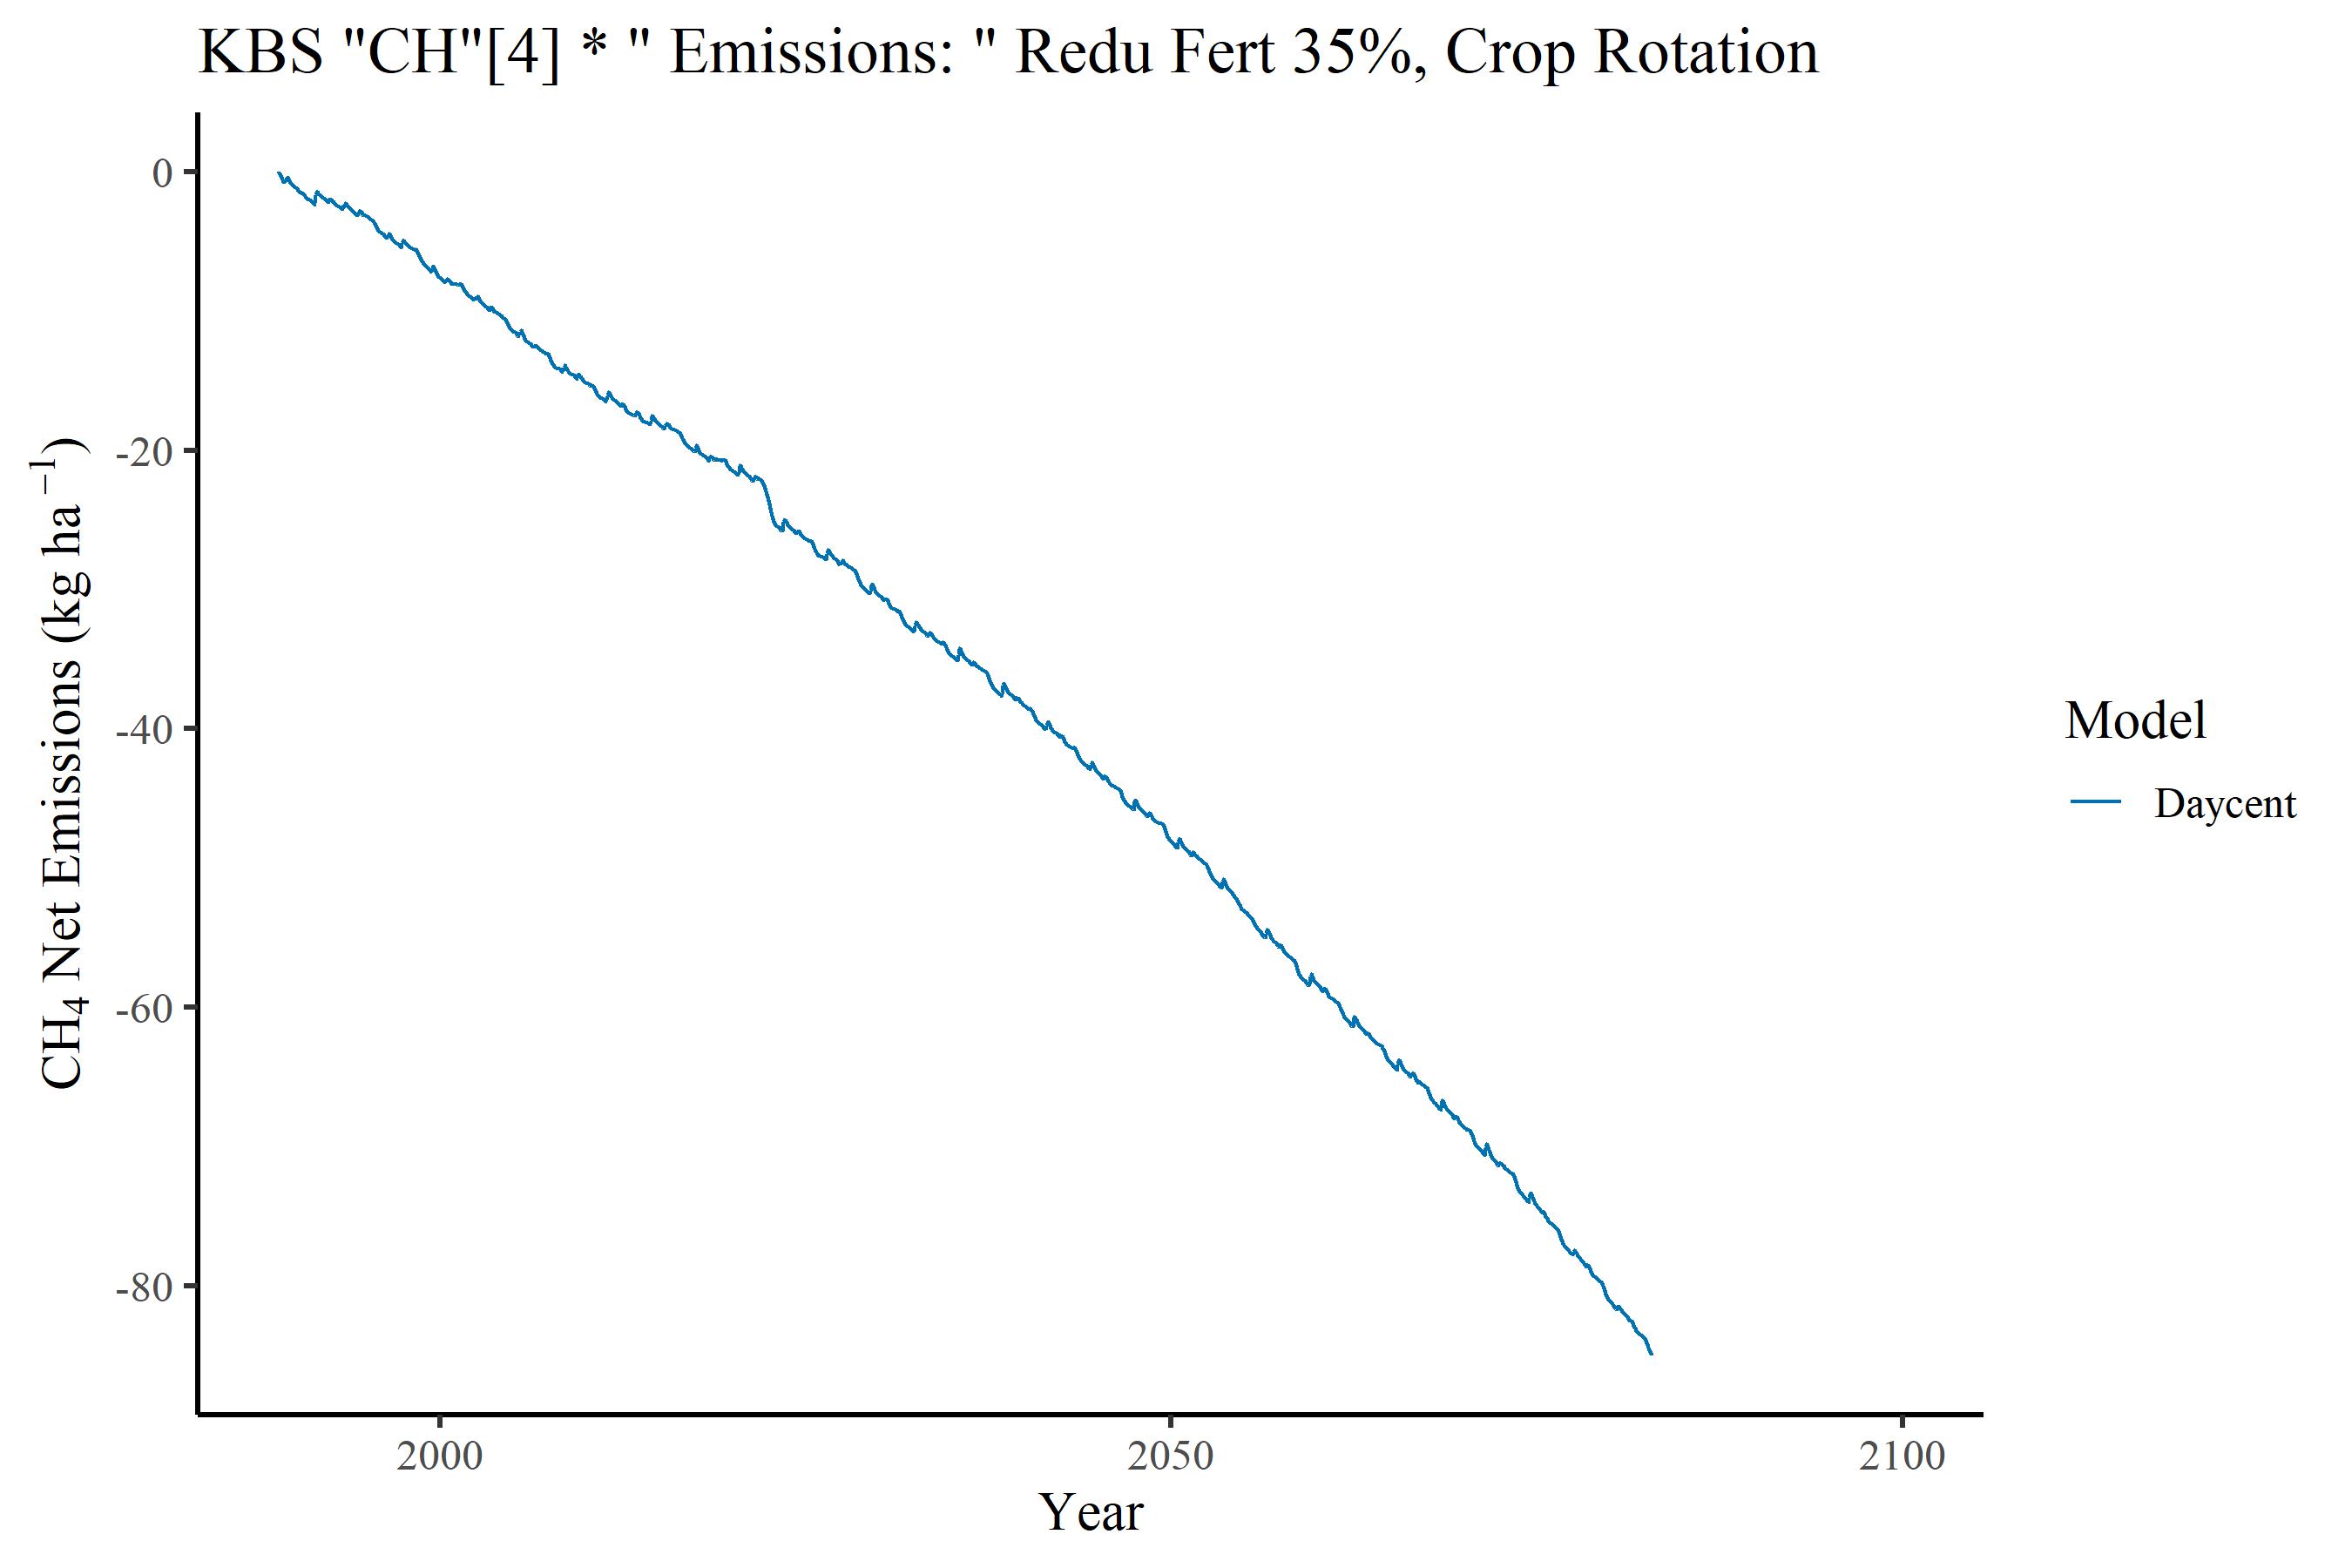 KBS "CH"[4] * " Emissions: " Redu Fert 35%, Crop Rotation
CH₄ Net Emissions (kg ha ⁻¹)
0
-20
-40
-60
-80
2000
2050
2100
Year
Model
Daycent